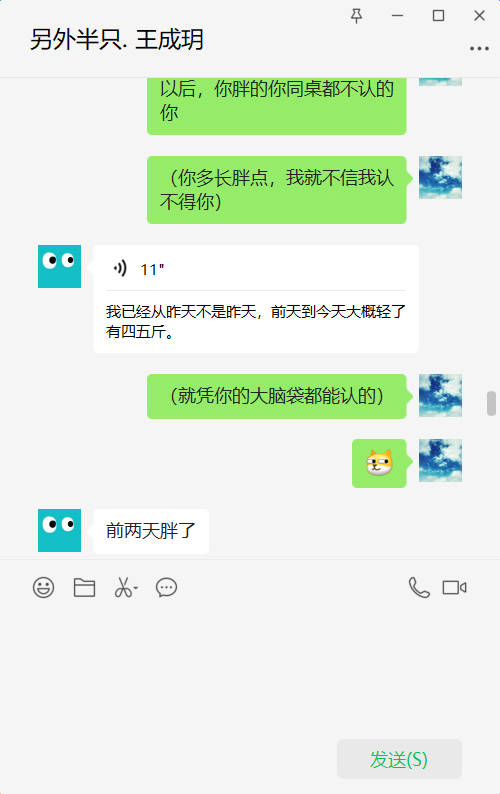 另外半只. 王成玥
以后，你胖的你同桌都不认的
你
（你多长胖点，我就不信我认
不得你）
11"
我已经从昨天不是昨天，前天到今天大概轻了
有四五斤。
（就凭你的大脑袋都能认的）
前两天胖了
发送(S)